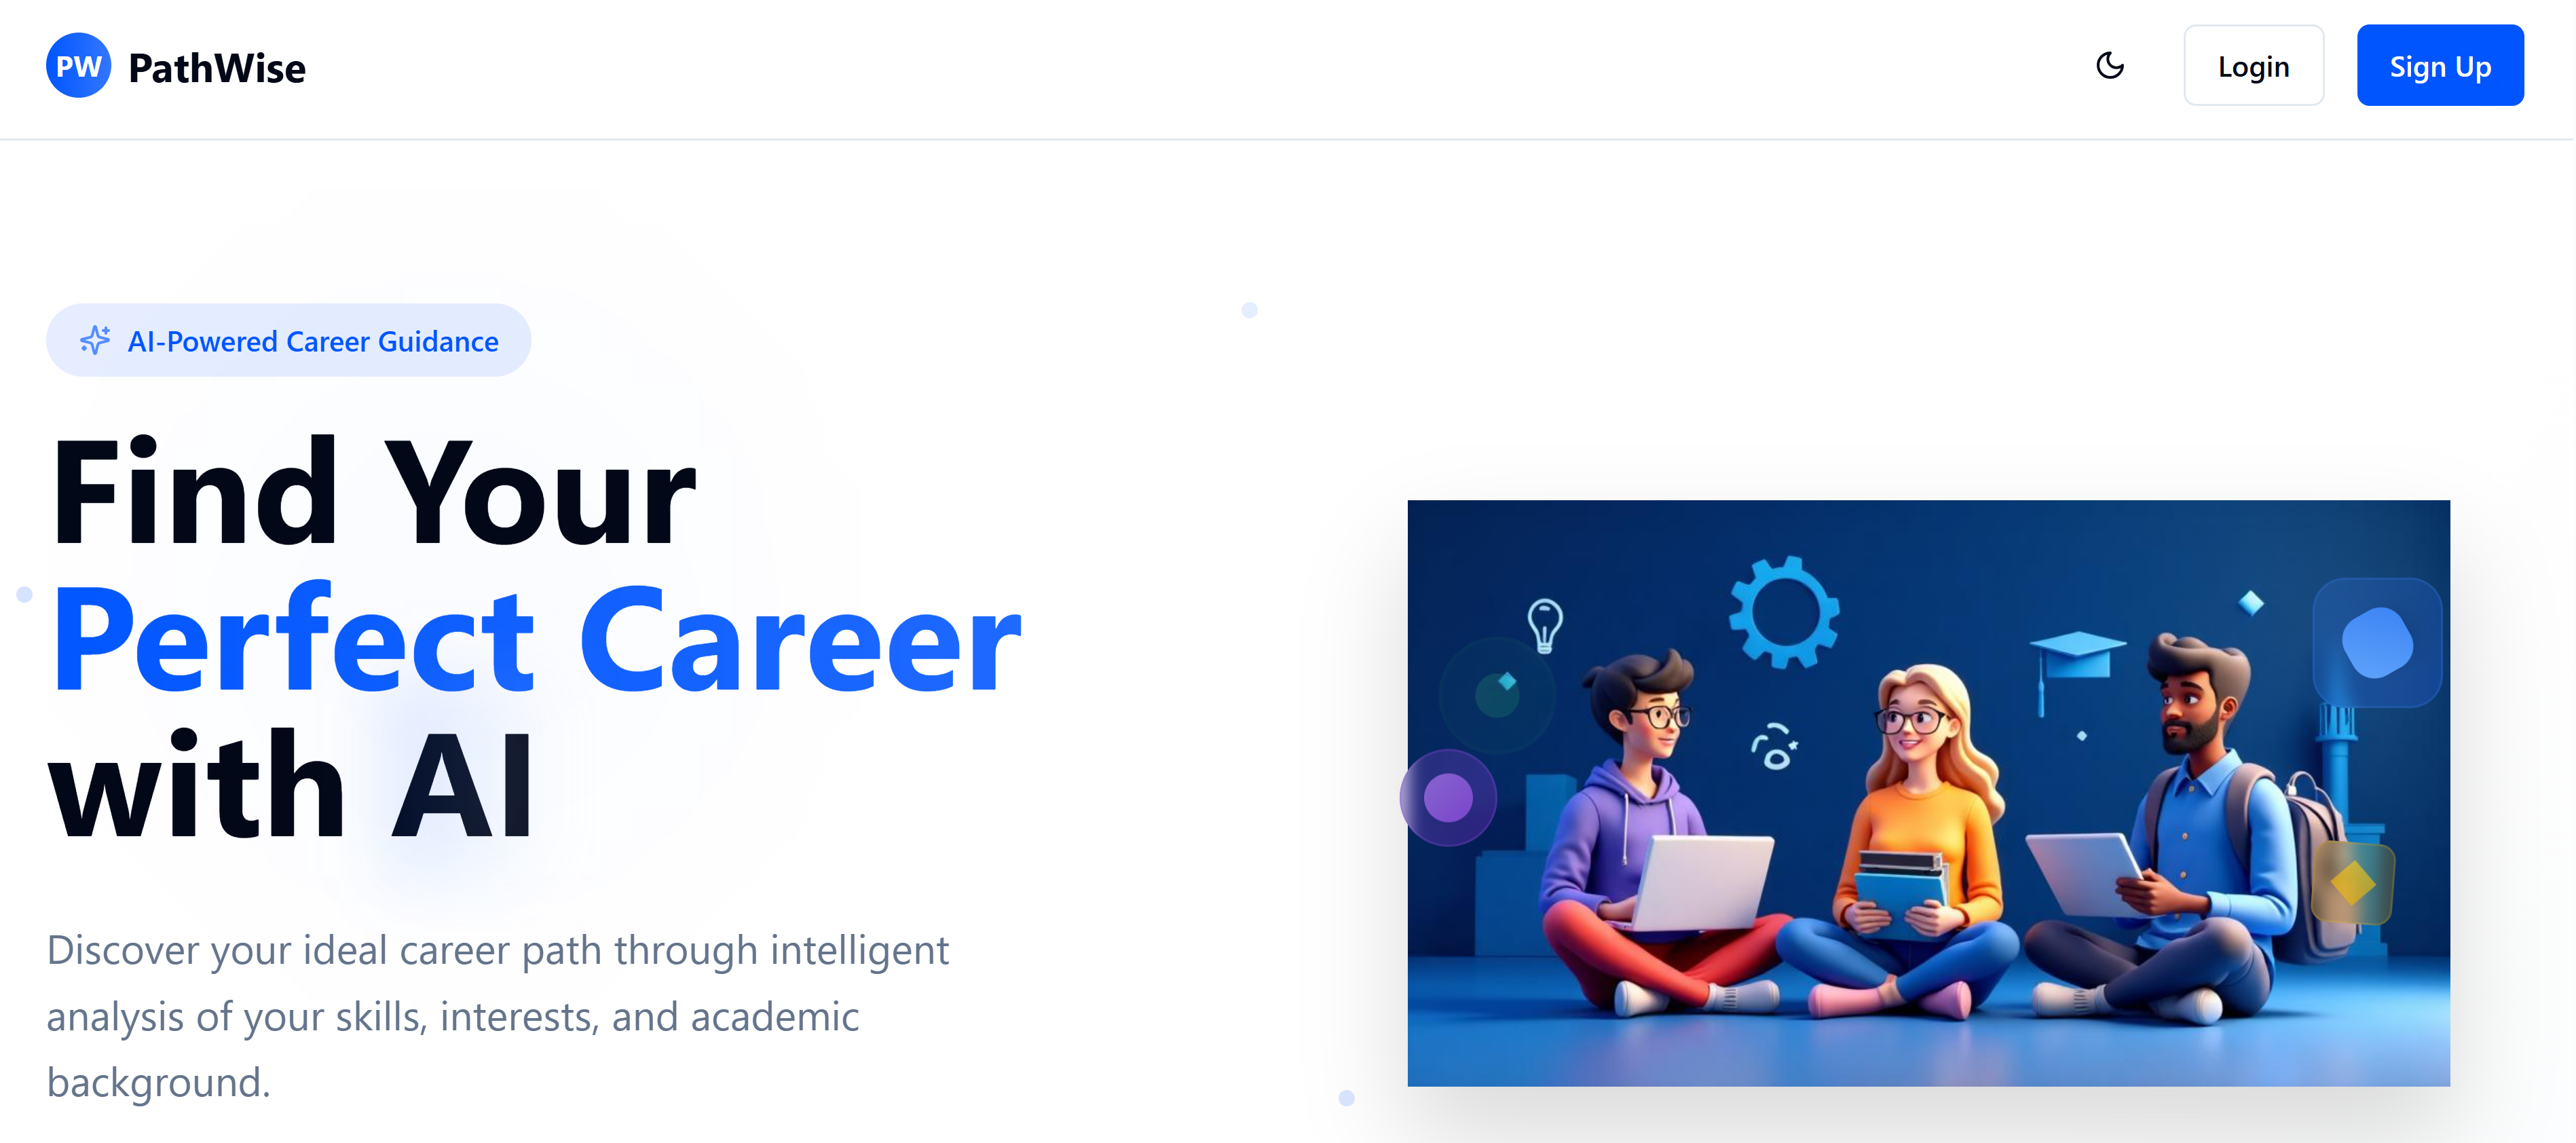 PW PathWise
Login
Sign Up
AI-Powered Career Guidance
Find Your
Perfect Career
with AI
Discover your ideal career path through intelligent
analysis of your skills, interests, and academic
background.